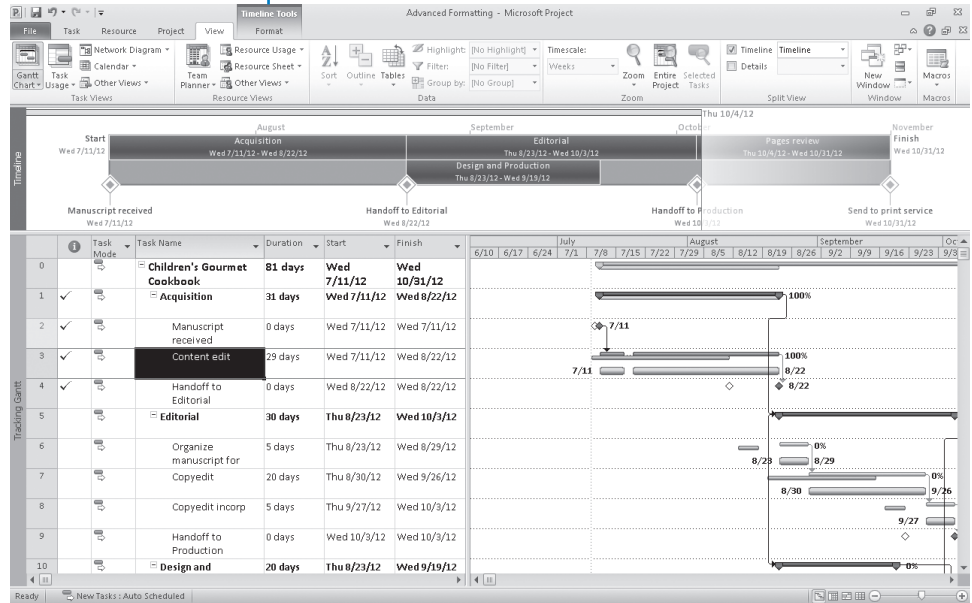 Timeline Tools
Advanced Formatting - Microsoft Project
File Task Resource Project View Format
Gantt Chart
Task Usage
Network Diagram
Calendar
Other Views
Task Views
Team Planner
Resource Usage
Resource Sheet
Other Views
Resource Views
Sort Outline Tables
Highlight: [No Highlight]
Filter: [No Filter]
Group by: [No Group]
Data
Timescale:
Weeks
Zoom Entire Project Selected Tasks
Zoom
Timeline Timeline
Details
Split View
New Window
Window
Macros
Macros
Thu 10/4/12
August September October November
Timeline
Start
Wed 7/11/12
Acquisition
Wed 7/11/12 - Wed 8/22/12
Editorial
Thu 8/23/12 - Wed 10/3/12
Pages review
Thu 10/4/12 - Wed 10/31/12
Finish
Wed 10/31/12
Design and Production
Thu 8/23/12 - Wed 9/19/12
Manuscript received
Wed 7/11/12
Handoff to Editorial
Wed 8/22/12
Handoff to Production
Wed 10/3/12
Send to print service
Wed 10/31/12
Task Mode Task Name Duration Start Finish
July August September Oc
6/10 6/17 6/24 7/1 7/8 7/15 7/22 7/29 8/5 8/12 8/19 8/26 9/2 9/9 9/16 9/23 9/3
Tracking Gantt
0 Children's Gourmet Cookbook 81 days Wed 7/11/12 Wed 10/31/12
1 Acquisition 31 days Wed 7/11/12 Wed 8/22/12 100%
2 Manuscript received 0 days Wed 7/11/12 Wed 7/11/12 7/11
3 Content edit 29 days Wed 7/11/12 Wed 8/22/12 100% 7/11 8/22
4 Handoff to Editorial 0 days Wed 8/22/12 Wed 8/22/12 8/22
5 Editorial 30 days Thu 8/23/12 Wed 10/3/12
6 Organize manuscript for 5 days Thu 8/23/12 Wed 8/29/12 0% 8/23 8/29
7 Copyedit 20 days Thu 8/30/12 Wed 9/26/12 0% 8/30 9/26
8 Copyedit incorp 5 days Thu 9/27/12 Wed 10/3/12 9/27
9 Handoff to Production 0 days Wed 10/3/12 Wed 10/3/12
10 Design and 20 days Thu 8/23/12 Wed 9/19/12 0%
Ready New Tasks : Auto Scheduled